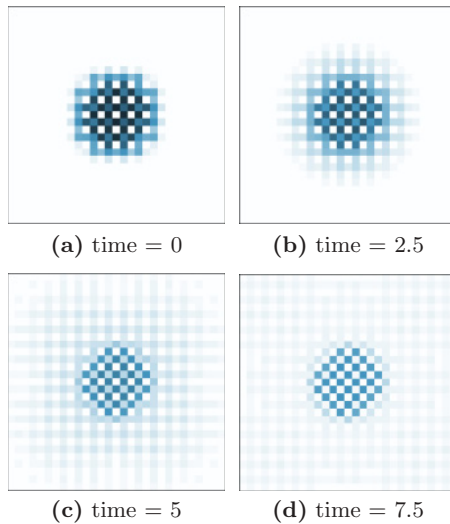 (a) time = 0
(b) time = 2.5
(c) time = 5
(d) time = 7.5